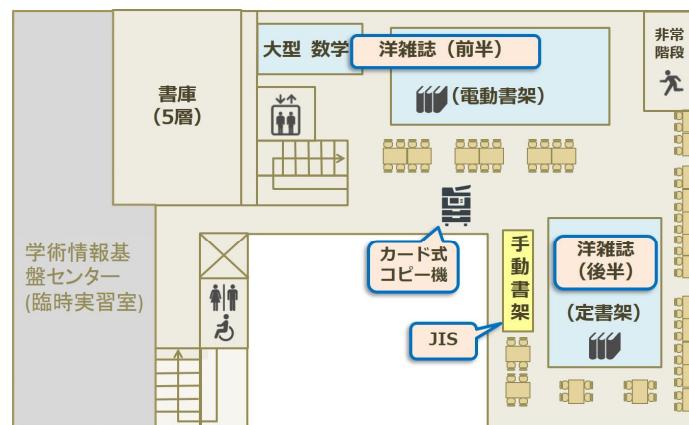 大型 数学
洋雑誌（前半）
非常
階段
書庫
(5層)
(電動書架)
カード式
コピー機
手動書架
洋雑誌
（後半）
(定書架)
JIS
学術情報基
盤センター
(臨時実習室)